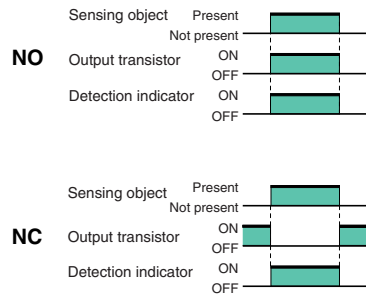 Sensing object Present
Not present
NO Output transistor ON
OFF
Detection indicator ON
OFF
Sensing object Present
Not present
NC Output transistor ON
OFF
Detection indicator ON
OFF